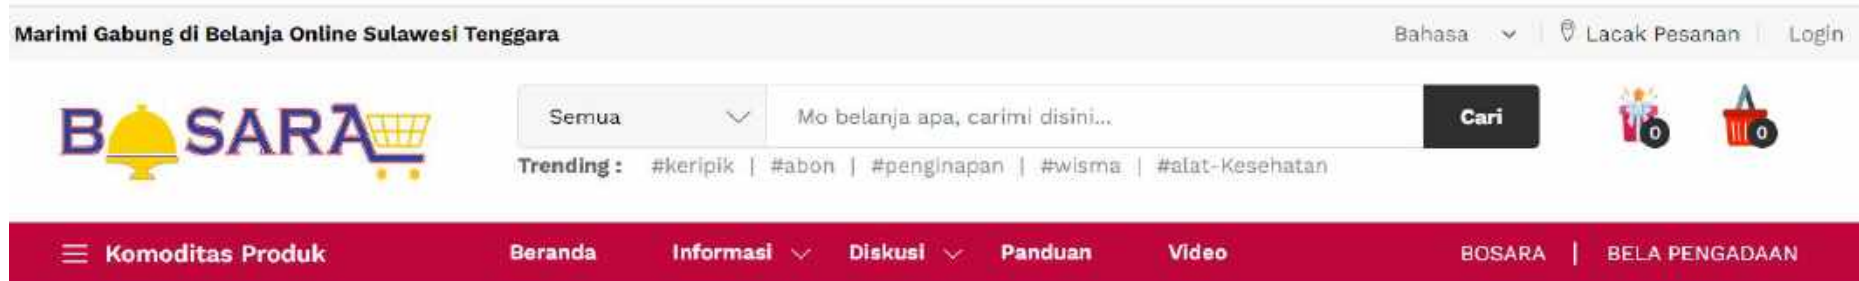 Marimi Gabung di Belanja Online Sulawesi Tenggara Bahasa Lacak Pesanan Login
BOSARA Semua Mo belanja apa, carimi disini... Cari 0 0
Trending : #keripik | #abon | #penginapan | #wisma | #alat-Kesehatan
Komoditas Produk Beranda Informasi Diskusi Panduan Video BOSARA | BELA PENGADAAN